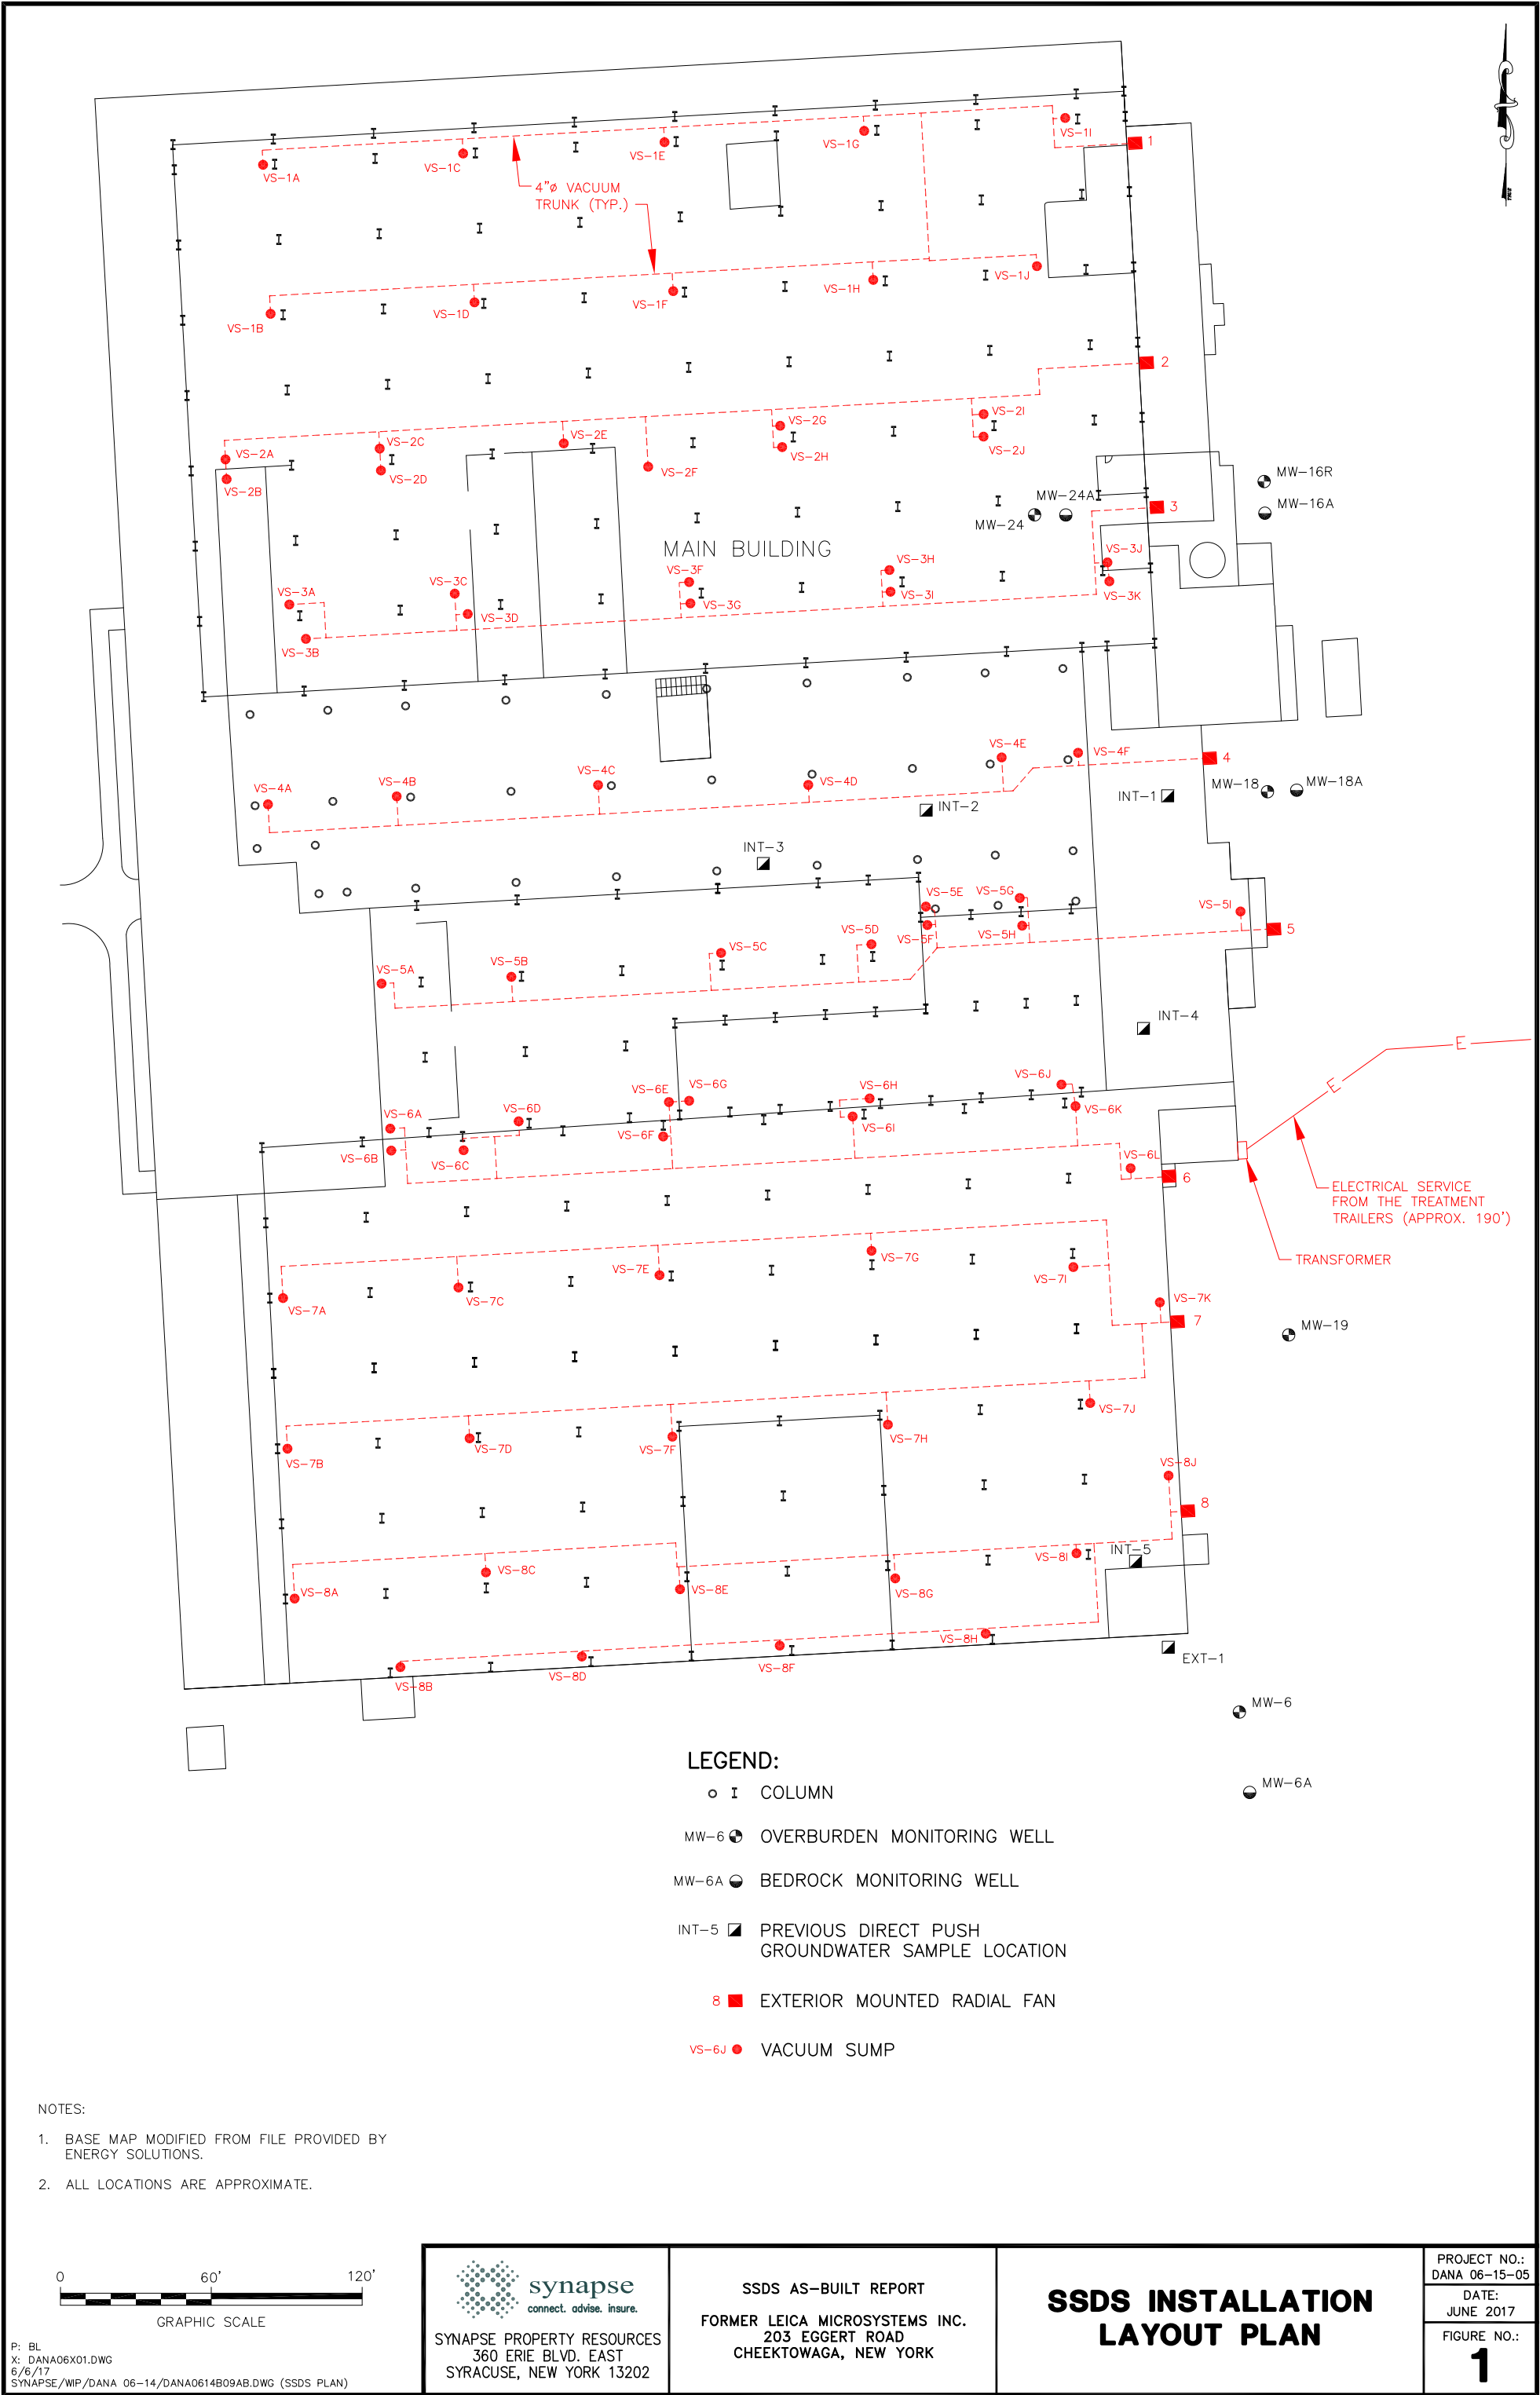 VS-1A
VS-1C
VS-1E
VS-1G
VS-1I
1
4"ø VACUUM
TRUNK (TYP.)
VS-1B
VS-1D
VS-1F
VS-1H
VS-1J
2
VS-2A
VS-2B
VS-2C
VS-2D
VS-2E
VS-2F
VS-2G
VS-2H
VS-2I
VS-2J
MW-24A
MW-24
3
MW-16R
MW-16A
MAIN BUILDING
VS-3A
VS-3B
VS-3C
VS-3D
VS-3F
VS-3G
VS-3H
VS-3I
VS-3J
VS-3K
VS-4A
VS-4B
VS-4C
VS-4D
VS-4E
VS-4F
4
INT-1
MW-18
MW-18A
INT-2
INT-3
VS-5A
VS-5B
VS-5C
VS-5D
VS-5E
VS-5F
VS-5G
VS-5H
VS-5I
5
INT-4
E
E
VS-6A
VS-6B
VS-6C
VS-6D
VS-6E
VS-6F
VS-6G
VS-6H
VS-6I
VS-6J
VS-6K
VS-6L
6
ELECTRICAL SERVICE
FROM THE TREATMENT
TRAILERS (APPROX. 190')
TRANSFORMER
VS-7A
VS-7C
VS-7E
VS-7G
VS-7I
VS-7K
7
MW-19
VS-7B
VS-7D
VS-7F
VS-7H
VS-7J
VS-8J
8
VS-8A
VS-8C
VS-8E
VS-8G
VS-8I
INT-5
VS-8B
VS-8D
VS-8F
VS-8H
EXT-1
MW-6
MW-6A
LEGEND:
COLUMN
MW-6 OVERBURDEN MONITORING WELL
MW-6A BEDROCK MONITORING WELL
INT-5 PREVIOUS DIRECT PUSH
GROUNDWATER SAMPLE LOCATION
8 EXTERIOR MOUNTED RADIAL FAN
VS-6J VACUUM SUMP
NOTES:
1. BASE MAP MODIFIED FROM FILE PROVIDED BY
ENERGY SOLUTIONS.
2. ALL LOCATIONS ARE APPROXIMATE.
0 60' 120'
GRAPHIC SCALE
P: BL
X: DANA06X01.DWG
6/6/17
SYNAPSE/WIP/DANA 06-14/DANA0614B09AB.DWG (SSDS PLAN)
synapse
connect. advise. insure.
SYNAPSE PROPERTY RESOURCES
360 ERIE BLVD. EAST
SYRACUSE, NEW YORK 13202
SSDS AS-BUILT REPORT
FORMER LEICA MICROSYSTEMS INC.
203 EGGERT ROAD
CHEEKTOWAGA, NEW YORK
SSDS INSTALLATION
LAYOUT PLAN
PROJECT NO.:
DANA 06-15-05
DATE:
JUNE 2017
FIGURE NO.:
1